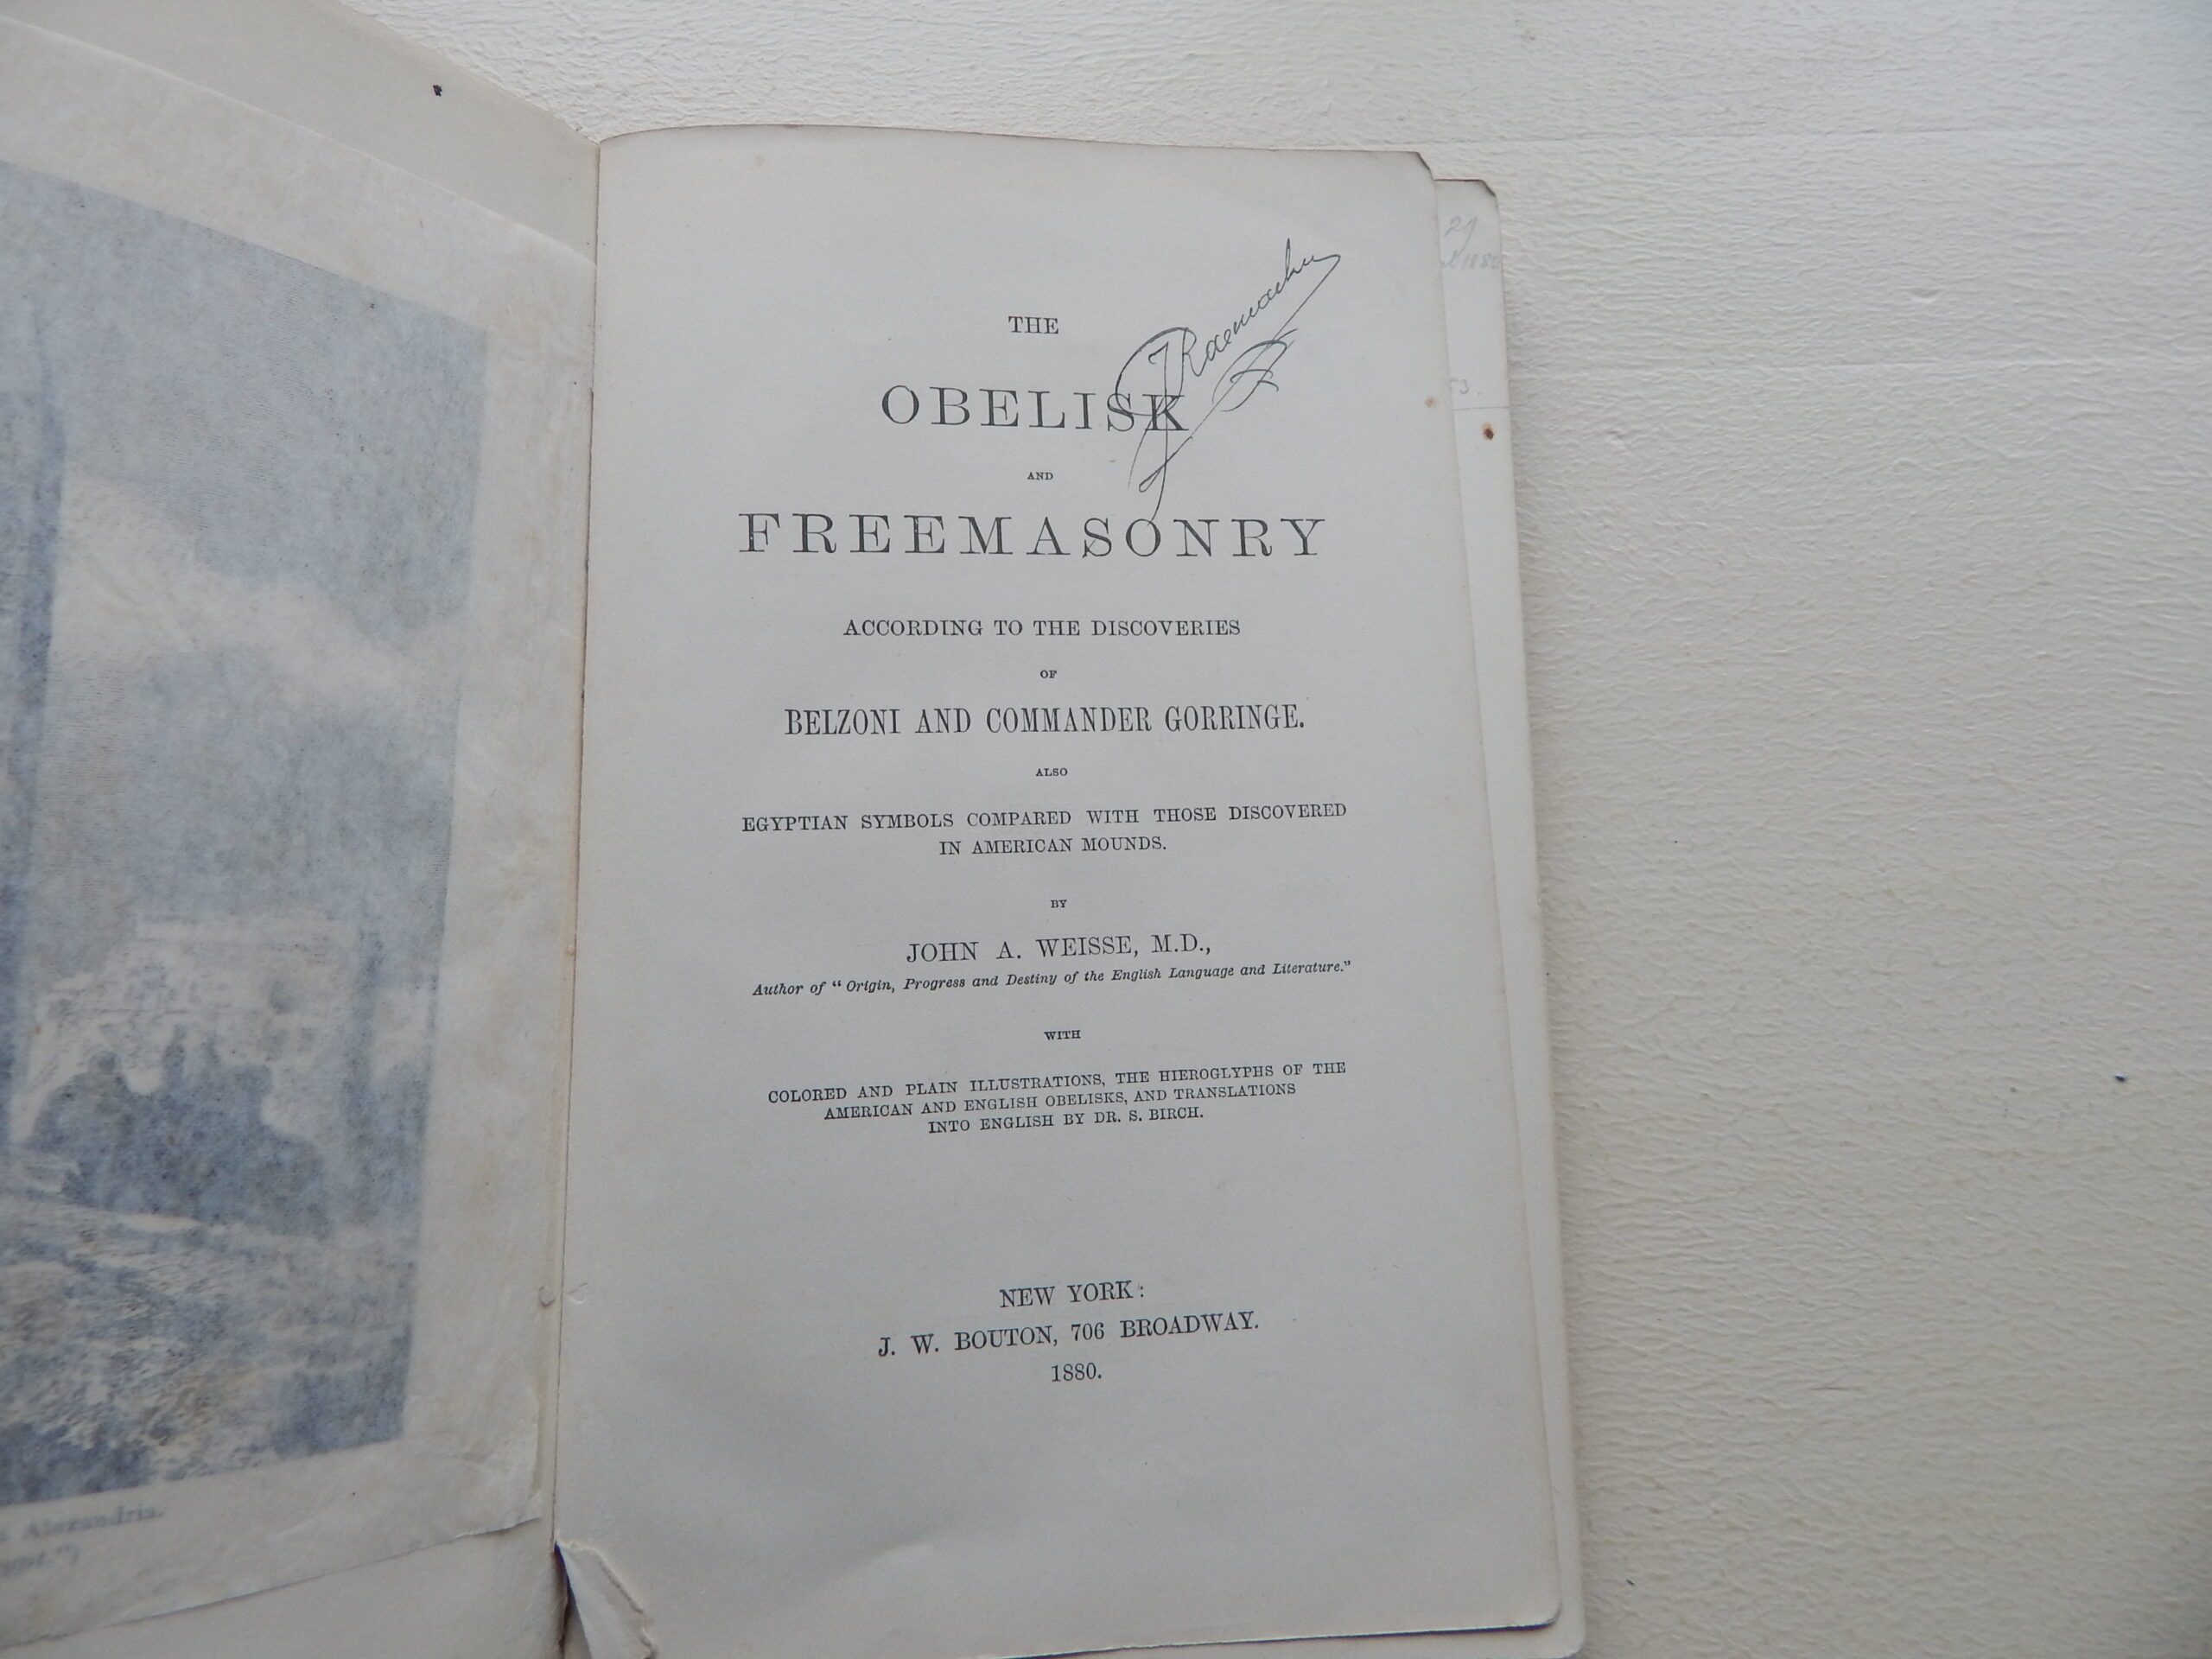 Alexandria.
THE
OBELISK
AND
FREEMASONRY
ACCORDING TO THE DISCOVERIES
OF
BELZONI AND COMMANDER GORRINGE.
ALSO
EGYPTIAN SYMBOLS COMPARED WITH THOSE DISCOVERED
IN AMERICAN MOUNDS.
BY
JOHN A. WEISSE, M.D.,
Author of "Origin, Progress and Destiny of the English Language and Literature."
WITH
COLORED AND PLAIN ILLUSTRATIONS, THE HIEROGLYPHS OF THE
AMERICAN AND ENGLISH OBELISKS, AND TRANSLATIONS
INTO ENGLISH BY DR. S. BIRCH.
NEW YORK:
J. W. BOUTON, 706 BROADWAY.
1880.
29
1880